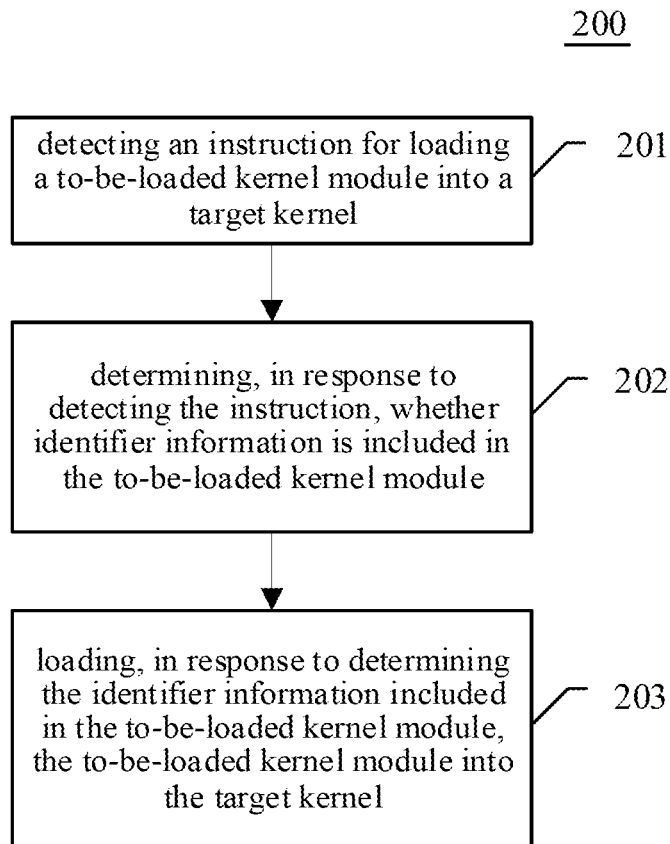 200
detecting an instruction for loading
a to-be-loaded kernel module into a
target kernel
201
determining, in response to
detecting the instruction, whether
identifier information is included in
the to-be-loaded kernel module
202
loading, in response to determining
the identifier information included
in the to-be-loaded kernel module,
the to-be-loaded kernel module into
the target kernel
203